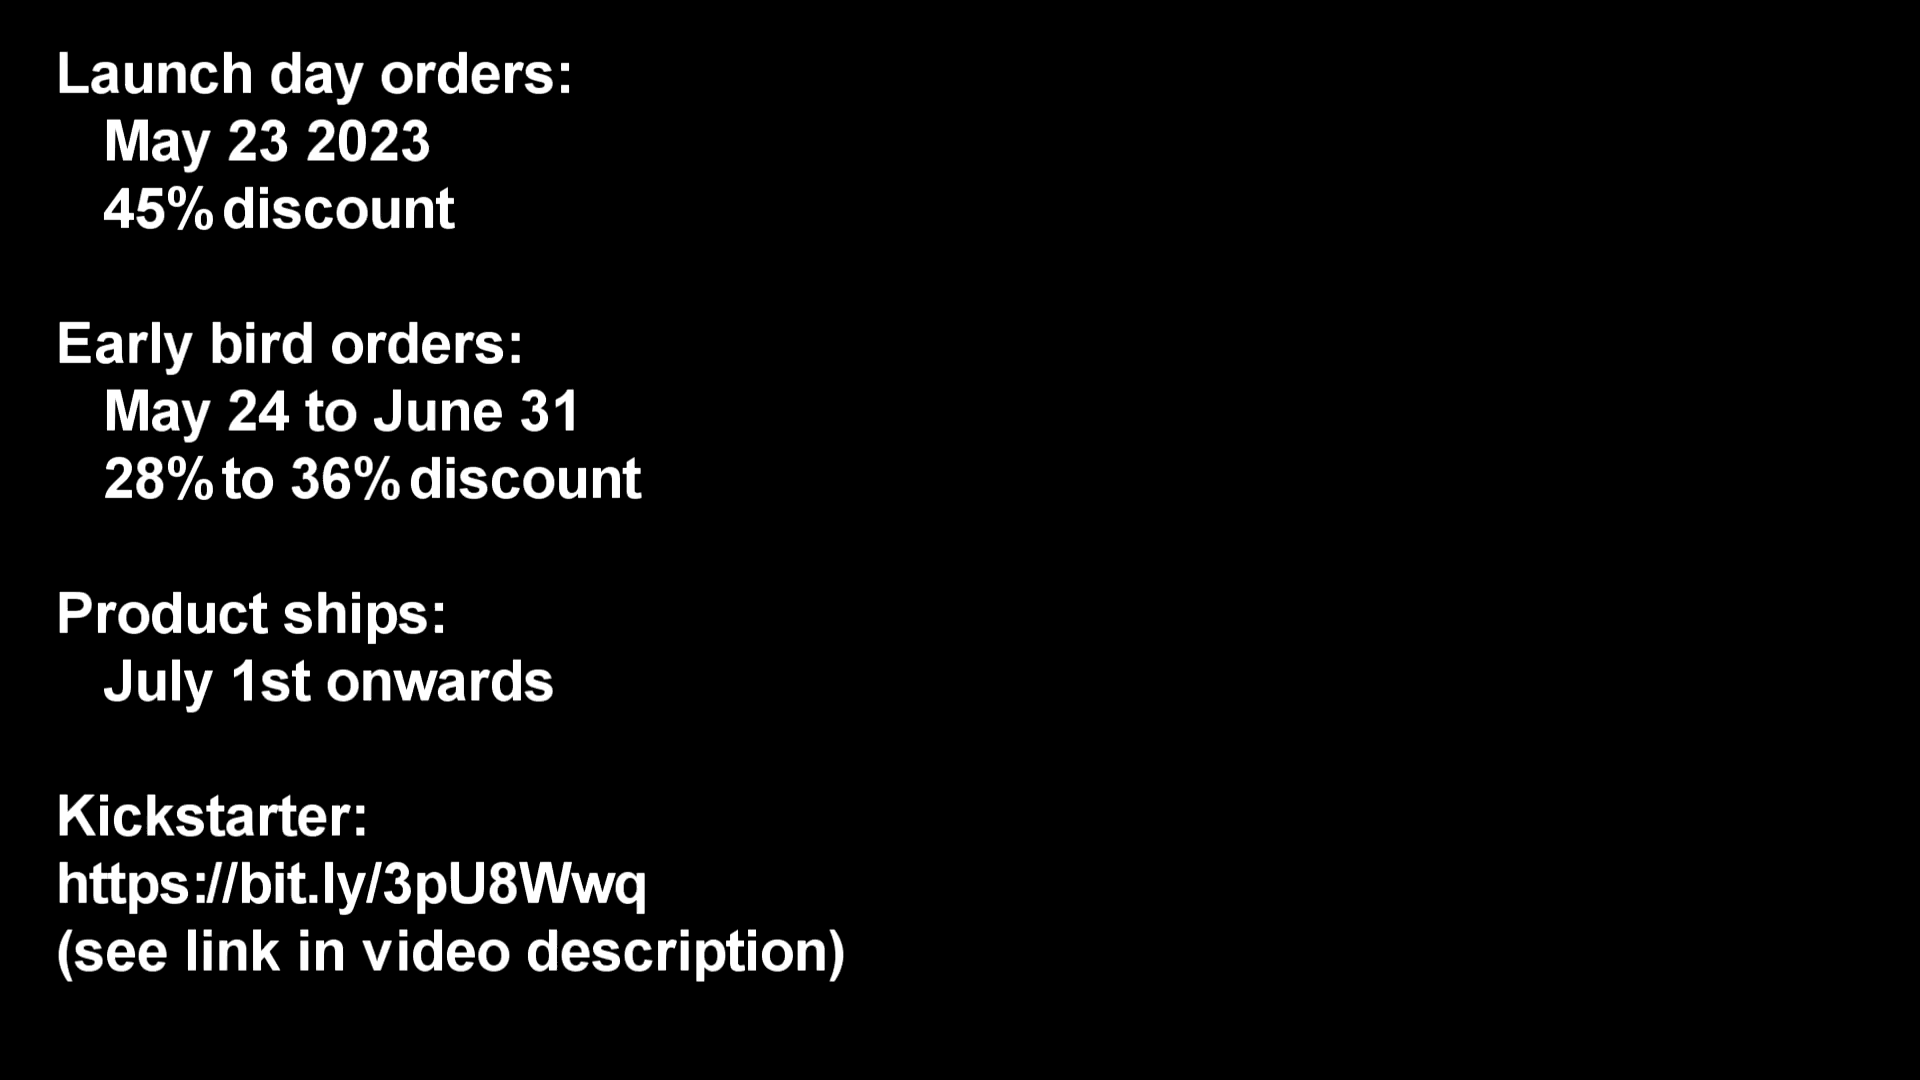 Launch day orders:
May 23 2023
45% discount
Early bird orders:
May 24 to June 31
28% to 36% discount
Product ships:
July 1st onwards
Kickstarter:
https://bit.ly/3pU8Wwq
(see link in video description)